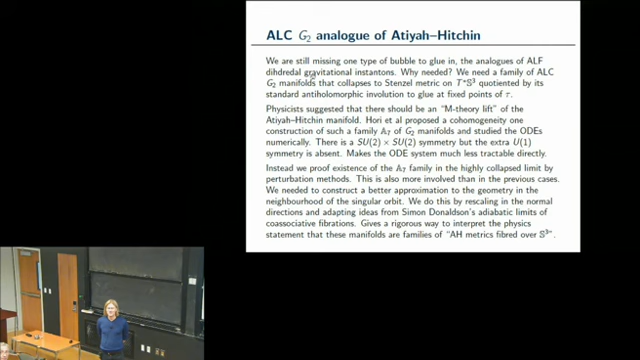 ALC G₂ analogue of Atiyah–Hitchin
We are still missing one type of bubble to glue in, the analogues of ALF
dihdredal gravitational instantons. Why needed? We need a family of ALC
G₂ manifolds that collapses to Stenzel metric on T*S³ quotiented by its
standard antiholomorphic involution to glue at fixed points of τ.
Physicists suggested that there should be an "M-theory lift" of the
Atiyah-Hitchin manifold. Hori et al proposed a cohomogeneity one
construction of such a family 𝔸₇ of G₂ manifolds and studied the ODEs
numerically. There is a SU(2) × SU(2) symmetry but the extra U(1)
symmetry is absent. Makes the ODE system much less tractable directly.
Instead we proof existence of the 𝔸₇ family in the highly collapsed limit by
perturbation methods. This is also more involved than in the previous cases.
We needed to construct a better approximation to the geometry in the
neighbourhood of the singular orbit. We do this by rescaling in the normal
directions and adapting ideas from Simon Donaldson's adiabatic limits of
coassociative fibrations. Gives a rigorous way to interpret the physics
statement that these manifolds are families of "AH metrics fibred over 𝕊³".